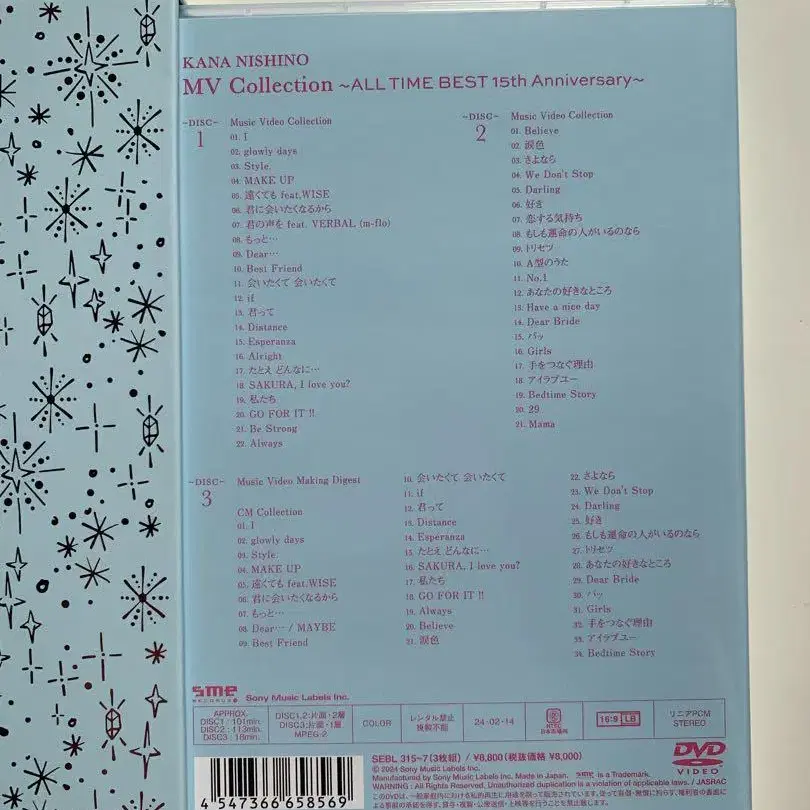 KANA NISHINO
MV Collection ~ALL TIME BEST 15th Anniversary~
~DISC~ 1
Music Video Collection
01. I
02. glowly days
03. Style.
04. MAKE UP
05. 遠くても feat.WISE
06. 君に会いたくなるから
07. 君の声を feat. VERBAL (m-flo)
08. もっと…
09. Dear…
10. Best Friend
11. 会いたくて 会いたくて
12. if
13. 君って
14. Distance
15. Esperanza
16. Alright
17. たとえ どんなに…
18. SAKURA, I love you?
19. 私たち
20. GO FOR IT !!
21. Be Strong
22. Always
~DISC~ 2
Music Video Collection
01. Believe
02. 涙色
03. さよなら
04. We Don't Stop
05. Darling
06. 好き
07. 恋する気持ち
08. もしも運命の人がいるのなら
09. トリセツ
10. A型のうた
11. No.1
12. あなたの好きなところ
13. Have a nice day
14. Dear Bride
15. パッ
16. Girls
17. 手をつなぐ理由
18. アイラブユー
19. Bedtime Story
20. 29
21. Mama
~DISC~ 3
Music Video Making Digest
CM Collection
01. I
02. glowly days
03. Style.
04. MAKE UP
05. 遠くても feat.WISE
06. 君に会いたくなるから
07. もっと…
08. Dear… / MAYBE
09. Best Friend
10. 会いたくて 会いたくて
11. if
12. 君って
13. Distance
14. Esperanza
15. たとえ どんなに…
16. SAKURA, I love you?
17. 私たち
18. GO FOR IT !!
19. Always
20. Believe
21. 涙色
22. さよなら
23. We Don't Stop
24. Darling
25. 好き
26. もしも運命の人がいるのなら
27. トリセツ
28. あなたの好きなところ
29. Dear Bride
30. パッ
31. Girls
32. 手をつなぐ理由
33. アイラブユー
34. Bedtime Story
sme RECORDS Sony Music Labels Inc.
APPROX.
DISC1 : 101min.
DISC2 : 113min.
DISC3 : 18min.
DISC1,2:片面・2層
DISC3:片面・1層
MPEG-2
COLOR
レンタル禁止
複製不能
24・02・14
2
NTSC
日本市場向
16:9 LB
リニアPCM
STEREO
SEBL 315~7(3枚組) / ¥8,800(税抜価格 ¥8,000)
© 2024 Sony Music Labels Inc.
Manufactured by Sony Music Labels Inc. Made in Japan. sme is a Trademark.
WARNING : All Rights Reserved. Unauthorized duplication is a violation of applicable laws. / JASRAC
DVD VIDEO
4 547366 658569